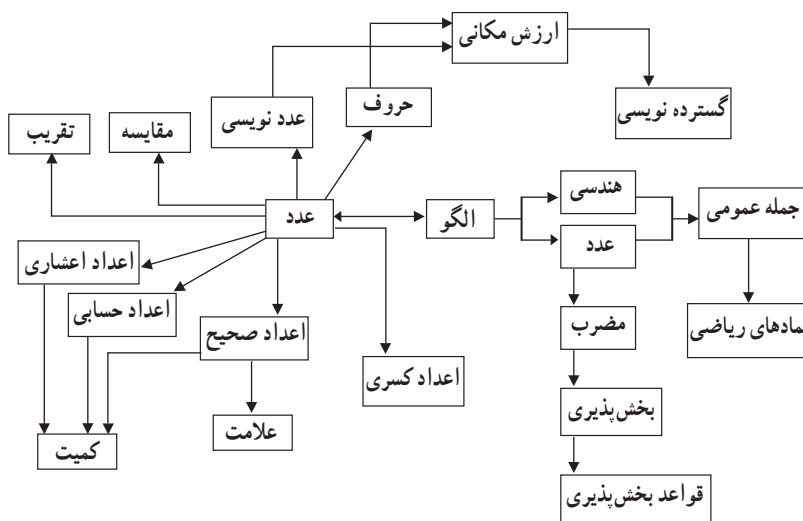 ارزش مکانی
گسترده نویسی
حروف
عدد نویسی
مقایسه
تقریب
هندسی
جمله عمومی
الگو
عدد
عدد
اعداد اعشاری
اعداد حسابی
نمادهای ریاضی
مضرب
اعداد صحیح
اعداد کسری
بخش‌پذیری
علامت
کمیت
قواعد بخش‌پذیری